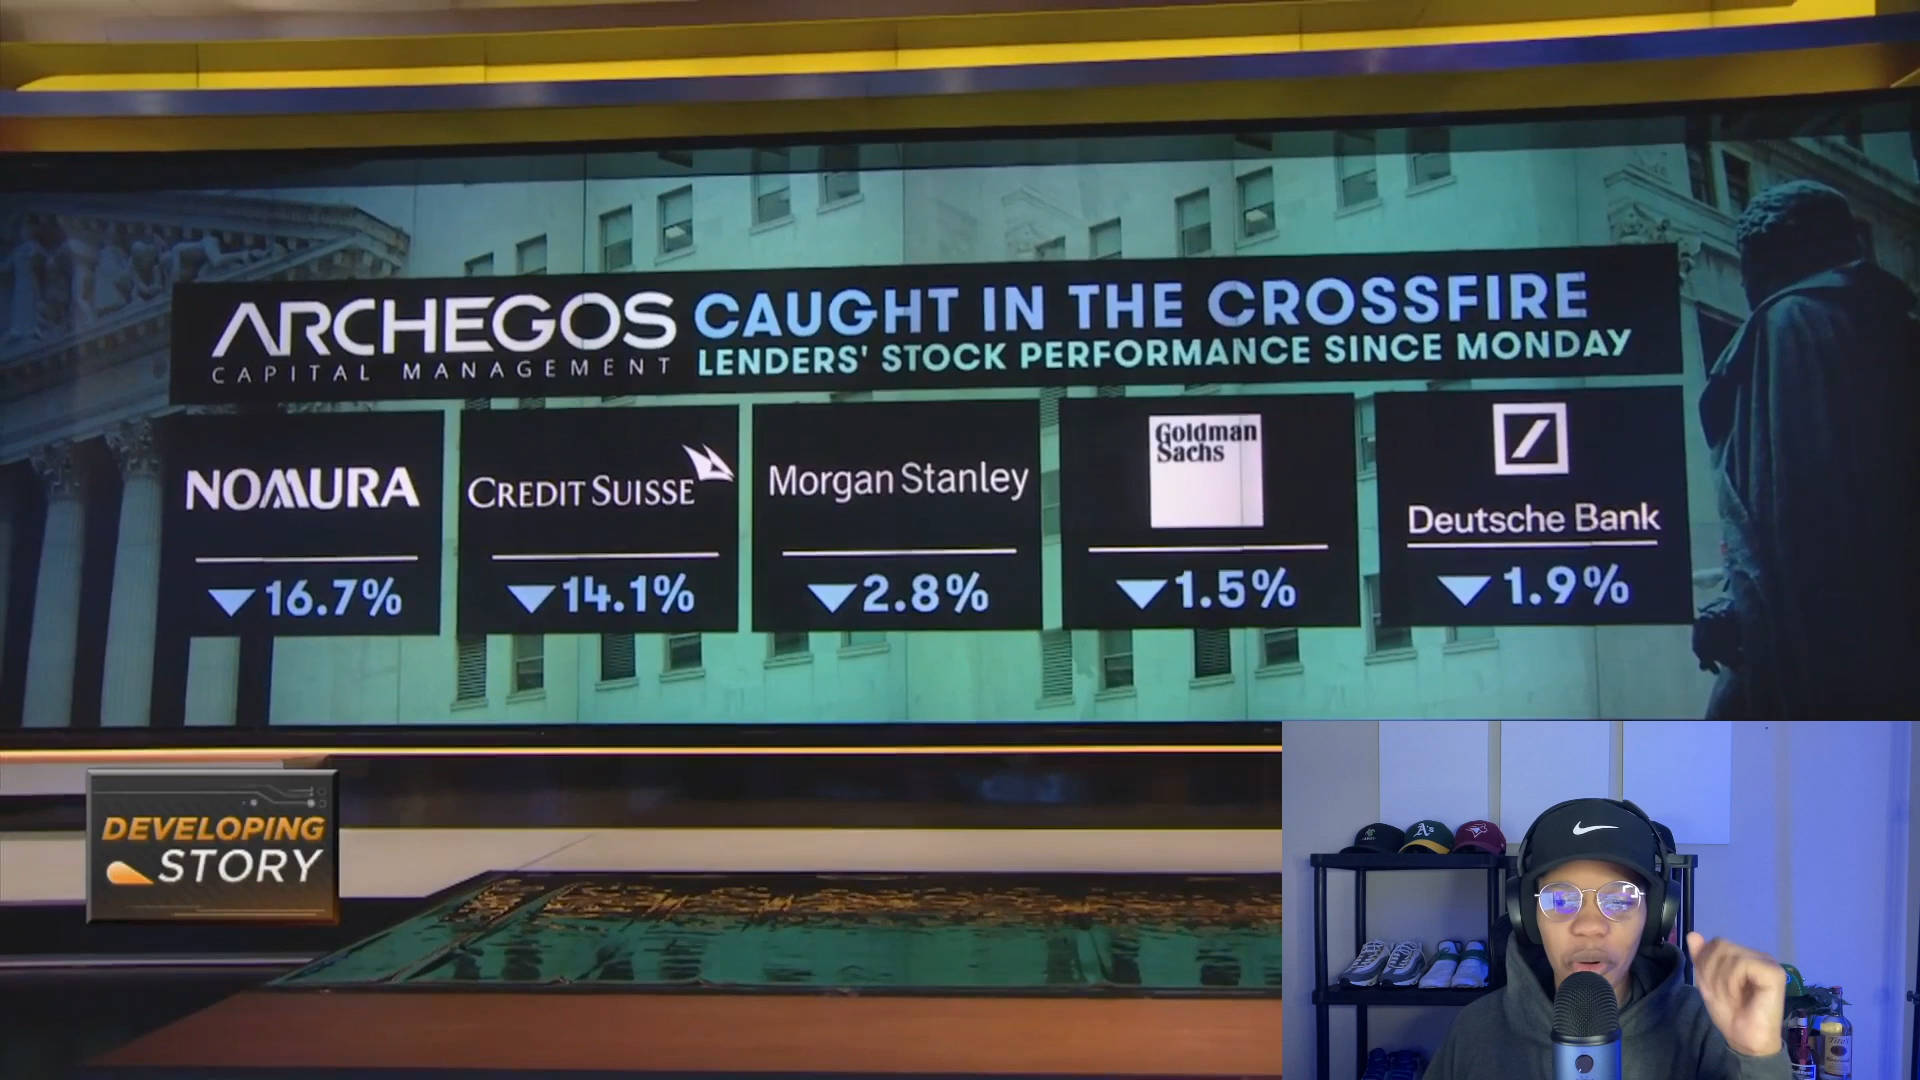 ARCHEGOS
CAPITAL MANAGEMENT
CAUGHT IN THE CROSSFIRE
LENDERS' STOCK PERFORMANCE SINCE MONDAY
NOMURA
16.7%
CREDIT SUISSE
14.1%
Morgan Stanley
2.8%
Goldman
Sachs
1.5%
Deutsche Bank
1.9%
DEVELOPING
STORY
A's
Tito's